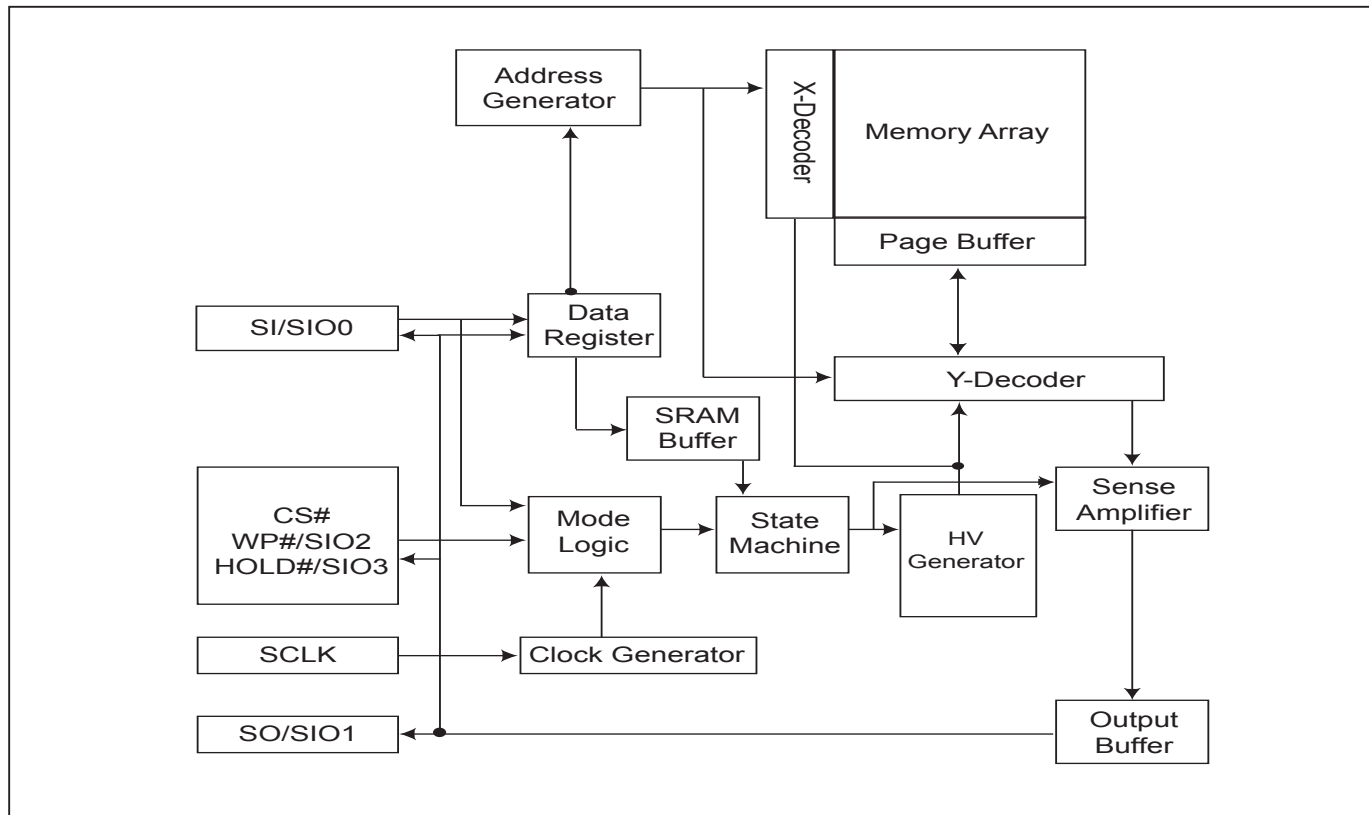 Address
Generator
X-Decoder
Memory Array
Page Buffer
SI/SIO0
Data
Register
Y-Decoder
SRAM
Buffer
CS#
WP#/SIO2
HOLD#/SIO3
Mode
Logic
State
Machine
HV
Generator
Sense
Amplifier
SCLK
Clock Generator
SO/SIO1
Output
Buffer